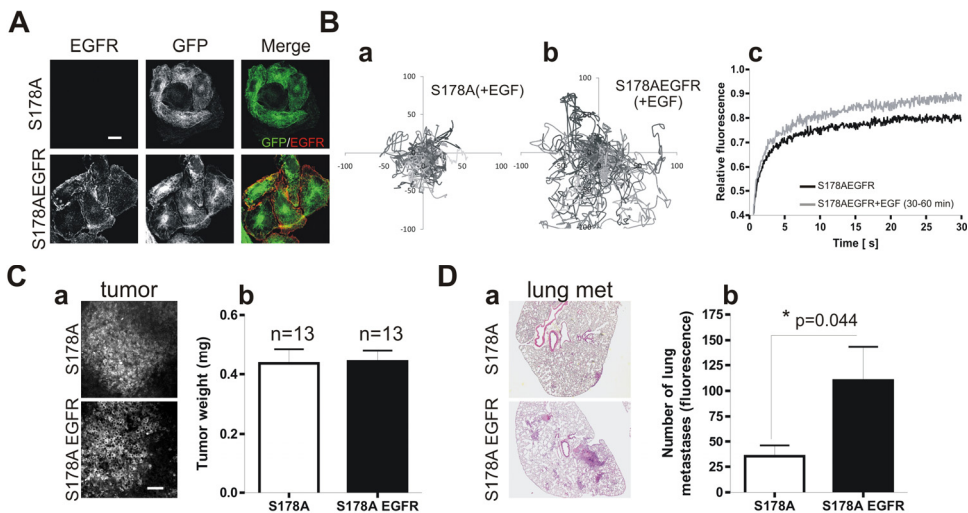 A
EGFR GFP Merge
S178A
GFP/EGFR
S178AEGFR
B
a
100
S178A(+EGF)
50
-100 -50 50 100
-50
-100
b
100
S178AEGFR
(+EGF)
50
-100 -50 50 100
-50
-100
c
Relative fluorescence
1.0
0.9
0.8
0.7
0.6
0.5
0.4
S178AEGFR
S178AEGFR+EGF (30-60 min)
0 5 10 15 20 25 30
Time [ s]
C
a tumor
S178A
S178A EGFR
b
Tumor weight (mg)
0.6
0.4
0.2
0.0
n=13 n=13
S178A S178A EGFR
D
a lung met
S178A
S178A EGFR
b
Number of lung
metastases (fluorescence)
175
150
125
100
75
50
25
0
* p=0.044
S178A S178A EGFR